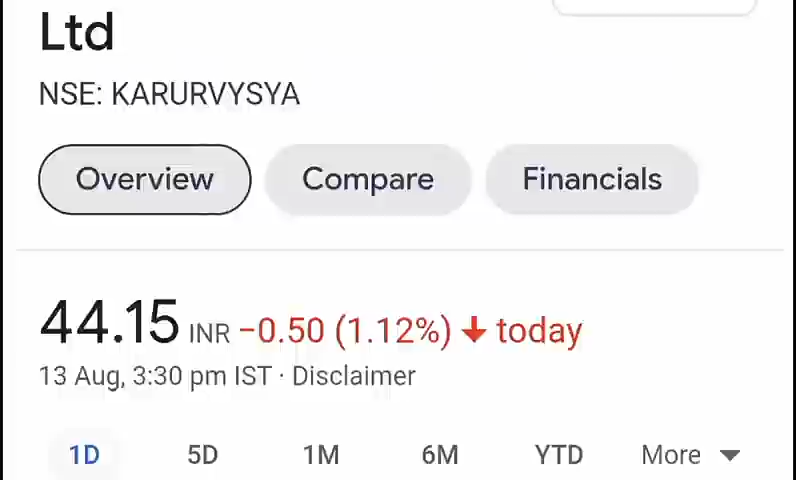 Ltd
NSE: KARURVYSYA
Overview Compare Financials
44.15 INR −0.50 (1.12%) ↓ today
13 Aug, 3:30 pm IST · Disclaimer
1D 5D 1M 6M YTD More